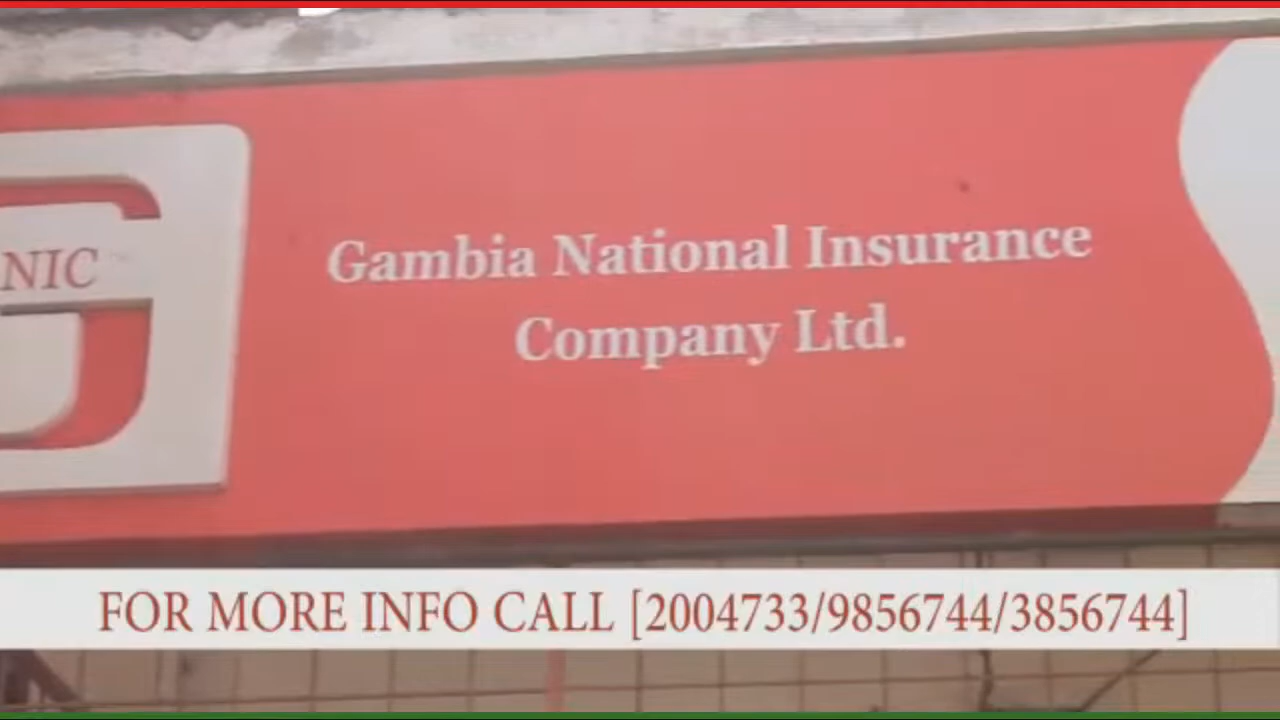 NIC
Gambia National Insurance
Company Ltd.
FOR MORE INFO CALL [2004733/9856744/3856744]